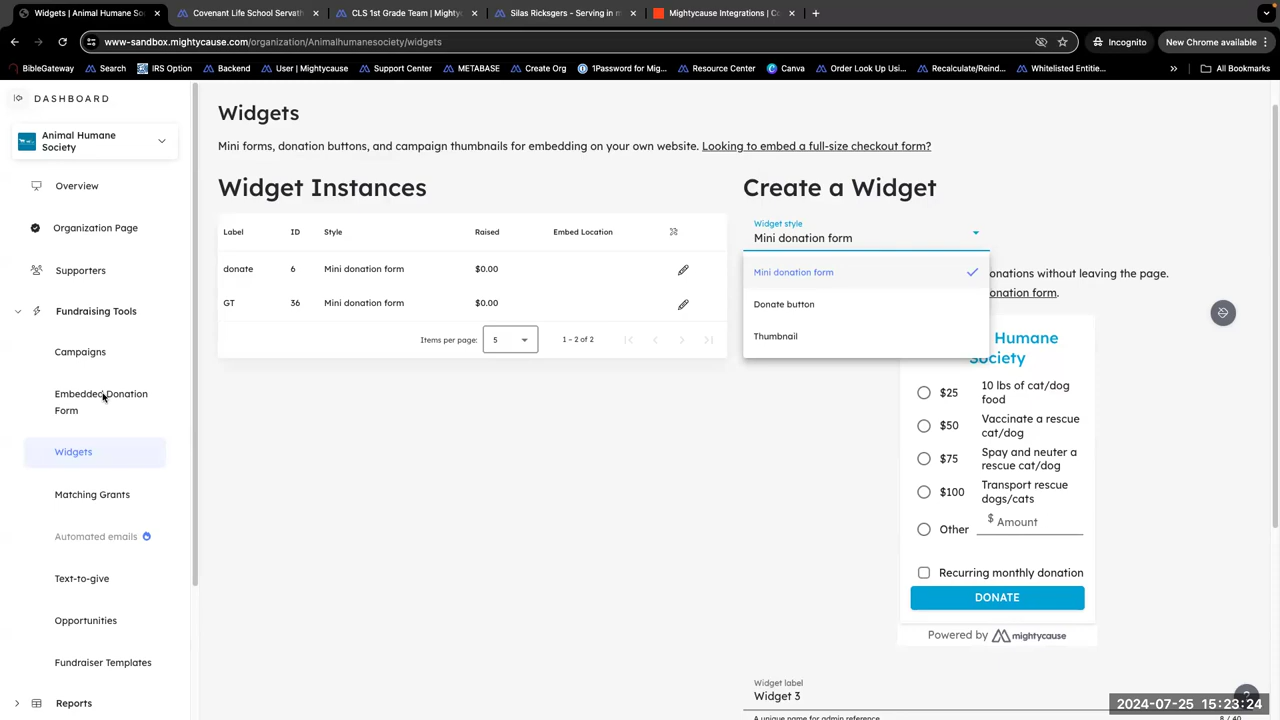 Widgets | Animal Humane Soc
Covenant Life School Servath
CLS 1st Grade Team | Mighty
Silas Ricksgers - Serving in m
Mightycause Integrations | Co
www-sandbox.mightycause.com/organization/Animalhumanesociety/widgets
Incognito
New Chrome available
BibleGateway
Search
IRS Option
Backend
User | Mightycause
Support Center
METABASE
Create Org
1Password for Mig...
Resource Center
Canva
Order Look Up Usi...
Recalculate/Reind...
Whitelisted Entitie...
All Bookmarks
DASHBOARD
Animal Humane
Society
Overview
Organization Page
Supporters
Fundraising Tools
Campaigns
Embedded Donation
Form
Widgets
Matching Grants
Automated emails
Text-to-give
Opportunities
Fundraiser Templates
Reports
Widgets
Mini forms, donation buttons, and campaign thumbnails for embedding on your own website. Looking to embed a full-size checkout form?
Widget Instances
Label ID Style Raised Embed Location
donate 6 Mini donation form $0.00
GT 36 Mini donation form $0.00
Items per page: 5 1 – 2 of 2
Create a Widget
Widget style
Mini donation form
Mini donation form
Donate button
Thumbnail
onations without leaving the page.
onation form.
Humane
Society
$25 10 lbs of cat/dog
food
$50 Vaccinate a rescue
cat/dog
$75 Spay and neuter a
rescue cat/dog
$100 Transport rescue
dogs/cats
Other $ Amount
Recurring monthly donation
DONATE
Powered by mightycause
Widget label
Widget 3
A unique name for admin reference
8 / 40
2024-07-25 15:23:24